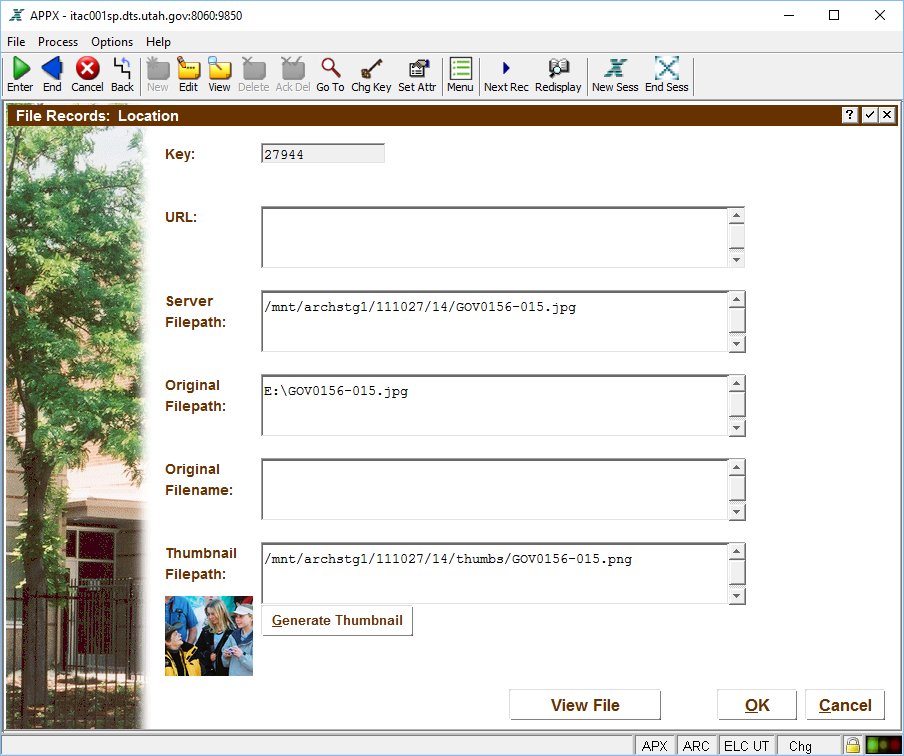 APPX - itac001sp.dts.utah.gov:8060:9850
File Process Options Help
Enter End Cancel Back New Edit View Delete Ack Del Go To Chg Key Set Attr Menu Next Rec Redisplay New Sess End Sess
File Records: Location
Key: 27944
URL:
Server
Filepath:
/mnt/archstg1/111027/14/GOV0156-015.jpg
Original
Filepath:
E:\GOV0156-015.jpg
Original
Filename:
Thumbnail
Filepath:
/mnt/archstg1/111027/14/thumbs/GOV0156-015.png
Generate Thumbnail
View File OK Cancel
APX ARC ELC UT Chg